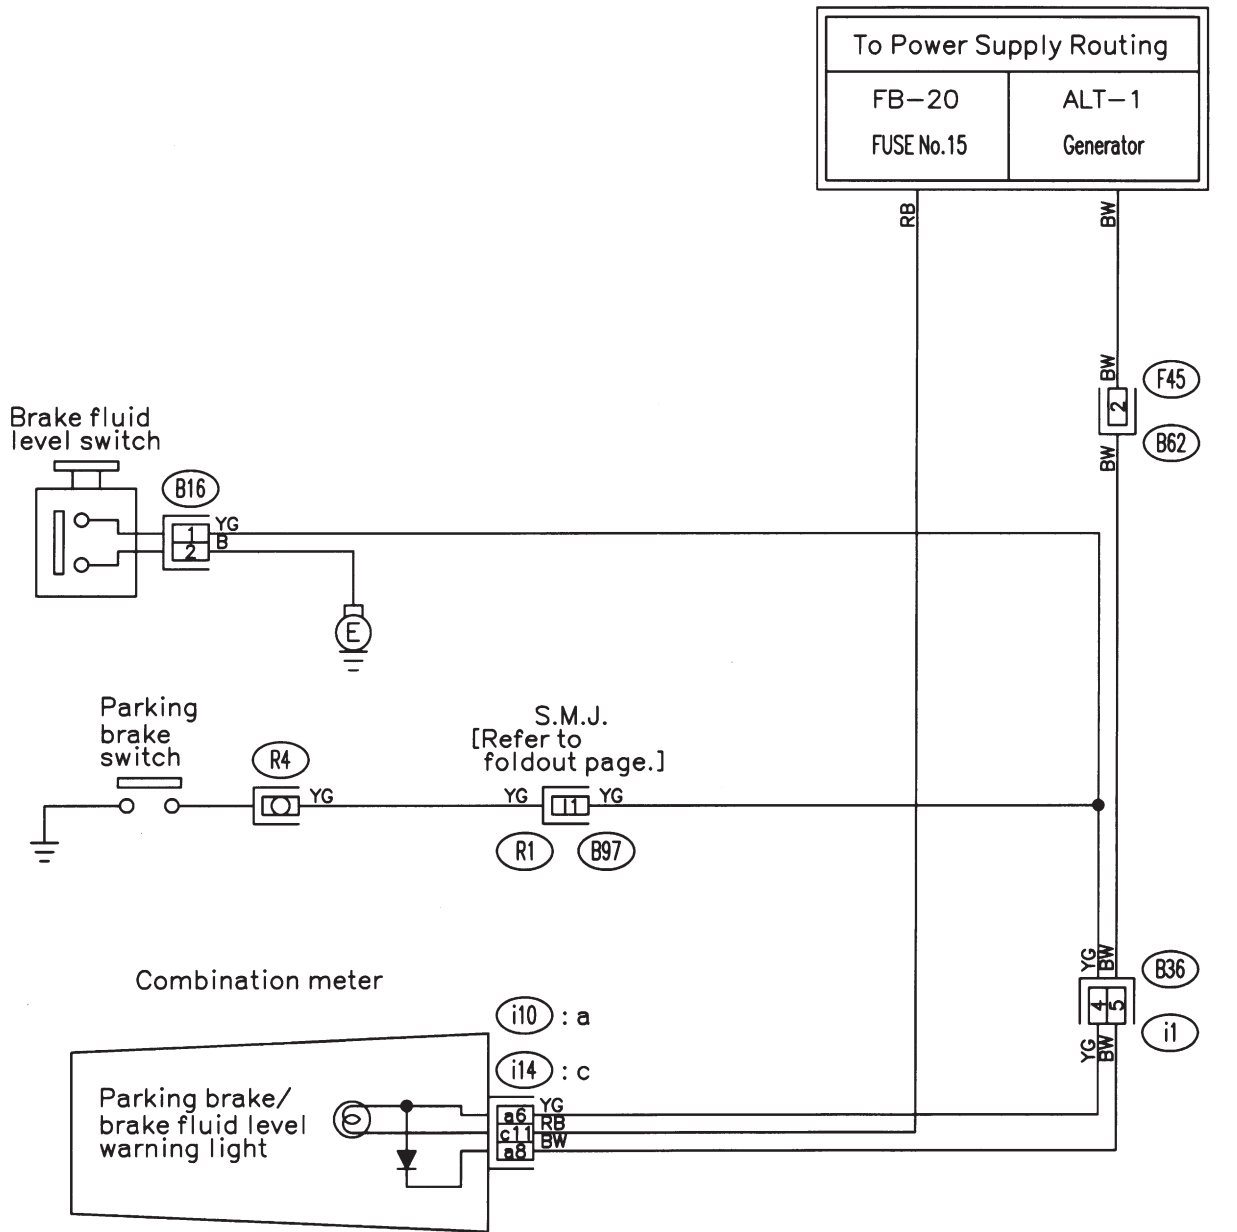 To Power Supply Routing
FB-20
FUSE No.15
ALT-1
Generator
RB
BW
BW
F45
2
B62
BW
Brake fluid
level switch
B16
1
YG
2
B
E
Parking
brake
switch
R4
YG
S.M.J.
[Refer to
foldout page.]
YG
I1
YG
R1
B97
YG
BW
B36
4
5
i1
YG
BW
Combination meter
i10 : a
i14 : c
Parking brake/
brake fluid level
warning light
a6
YG
c11
RB
a8
BW